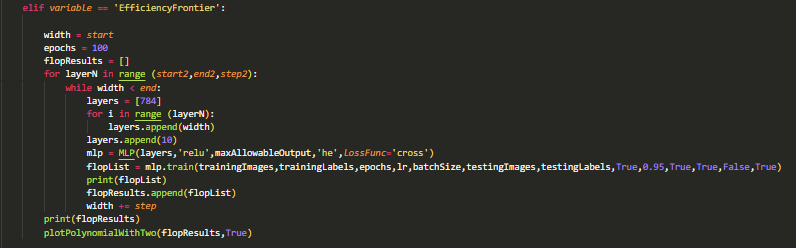 elif variable == 'EfficiencyFrontier':
width = start
epochs = 100
flopResults = []
for layerN in range (start2,end2,step2):
while width < end:
layers = [784]
for i in range (layerN):
layers.append(width)
layers.append(10)
mlp = MLP(layers,'relu',maxAllowableOutput,'he',LossFunc='cross')
flopList = mlp.train(trainingImages,trainingLabels,epochs,lr,batchSize,testingImages,testingLabels,True,0.95,True,True,False,True)
print(flopList)
flopResults.append(flopList)
width += step
print(flopResults)
plotPolynomialWithTwo(flopResults,True)